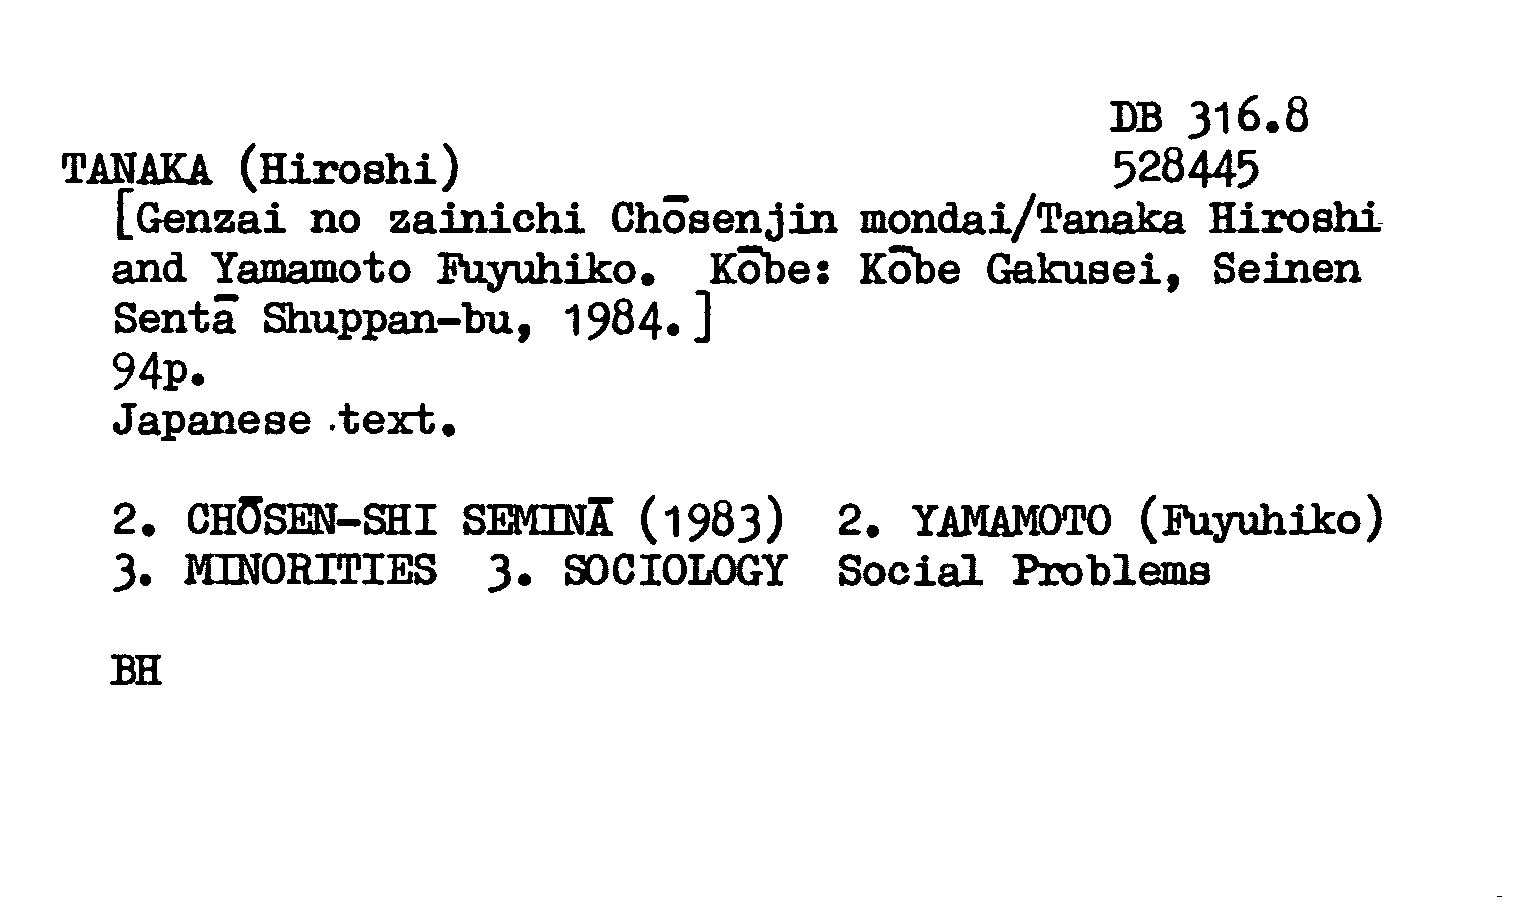 DB 316.8
TANAKA (Hiroshi) 528445
[Genzai no zainichi Chōsenjin mondai/Tanaka Hiroshi
and Yamamoto Fuyuhiko. Kōbe: Kōbe Gakusei, Seinen
Sentā Shuppan-bu, 1984.]
94p.
Japanese text.
2. CHŌSEN-SHI SEMINĀ (1983) 2. YAMAMOTO (Fuyuhiko)
3. MINORITIES 3. SOCIOLOGY Social Problems
BH